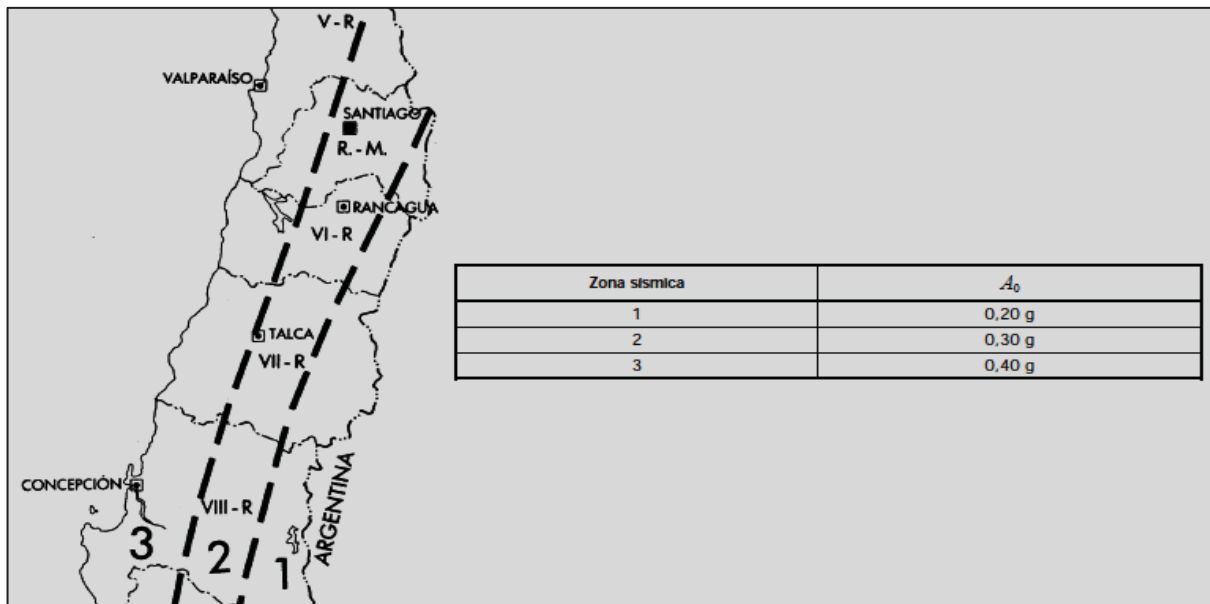 V - R
VALPARAÍSO
SANTIAGO
R. - M.
RANCAGUA
VI - R
TALCA
VII - R
CONCEPCIÓN
VIII - R
ARGENTINA
3
2
1
Zona sísmica A₀
1 0,20 g
2 0,30 g
3 0,40 g